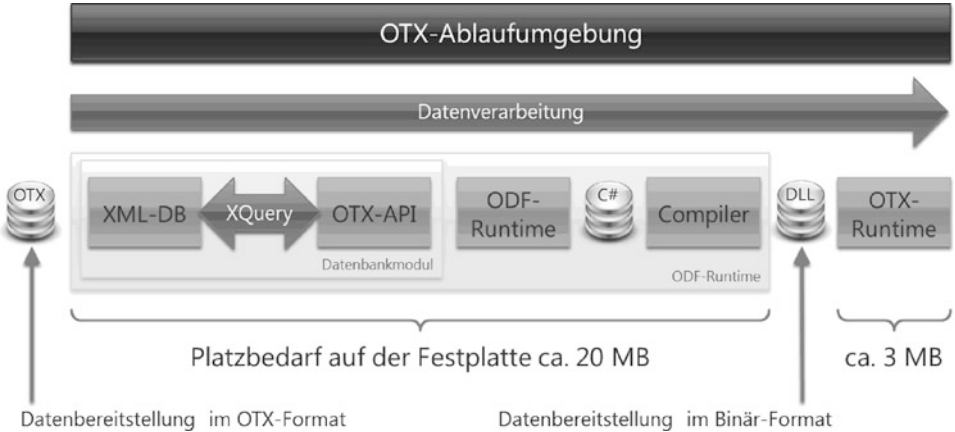 OTX-Ablaufumgebung
Datenverarbeitung
OTX
XML-DB
XQuery
OTX-API
Datenbankmodul
ODF-
Runtime
C#
Compiler
ODF-Runtime
DLL
OTX-
Runtime
Platzbedarf auf der Festplatte ca. 20 MB
ca. 3 MB
Datenbereitstellung im OTX-Format
Datenbereitstellung im Binär-Format